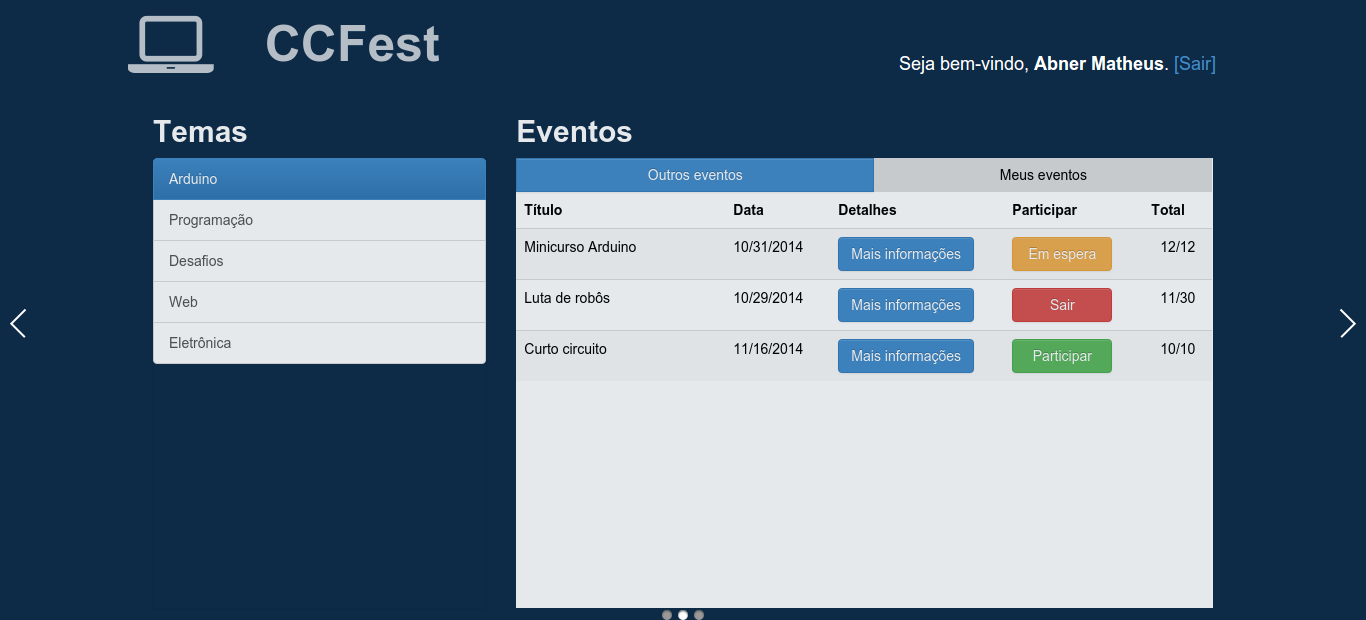 CCFest
Seja bem-vindo, Abner Matheus. [Sair]
Temas
Arduino
Programação
Desafios
Web
Eletrônica
Eventos
Outros eventos Meus eventos
Título Data Detalhes Participar Total
Minicurso Arduino 10/31/2014 Mais informações Em espera 12/12
Luta de robôs 10/29/2014 Mais informações Sair 11/30
Curto circuito 11/16/2014 Mais informações Participar 10/10